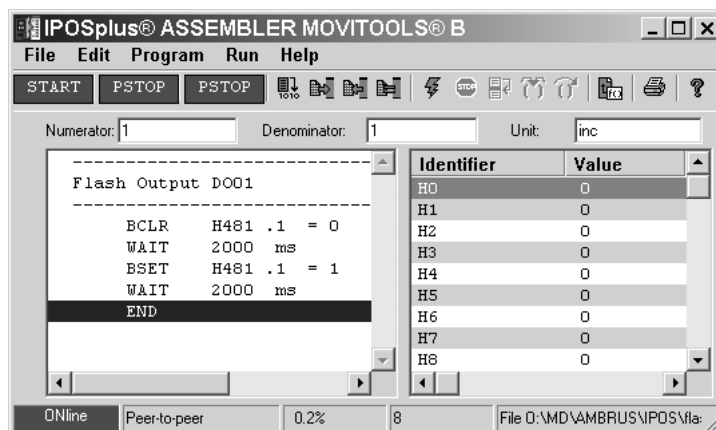 IPOSplus® ASSEMBLER MOVITOOLS® B
File Edit Program Run Help
START PSTOP PSTOP
Numerator: 1 Denominator: 1 Unit: inc
------------------------------
Flash Output DO01
------------------------------
BCLR H481 .1 = 0
WAIT 2000 ms
BSET H481 .1 = 1
WAIT 2000 ms
END
Identifier Value
H0 0
H1 0
H2 0
H3 0
H4 0
H5 0
H6 0
H7 0
H8 0
ONline Peer-to-peer 0.2% 8 File O:\MD\AMBRUS\IPOS\fla: